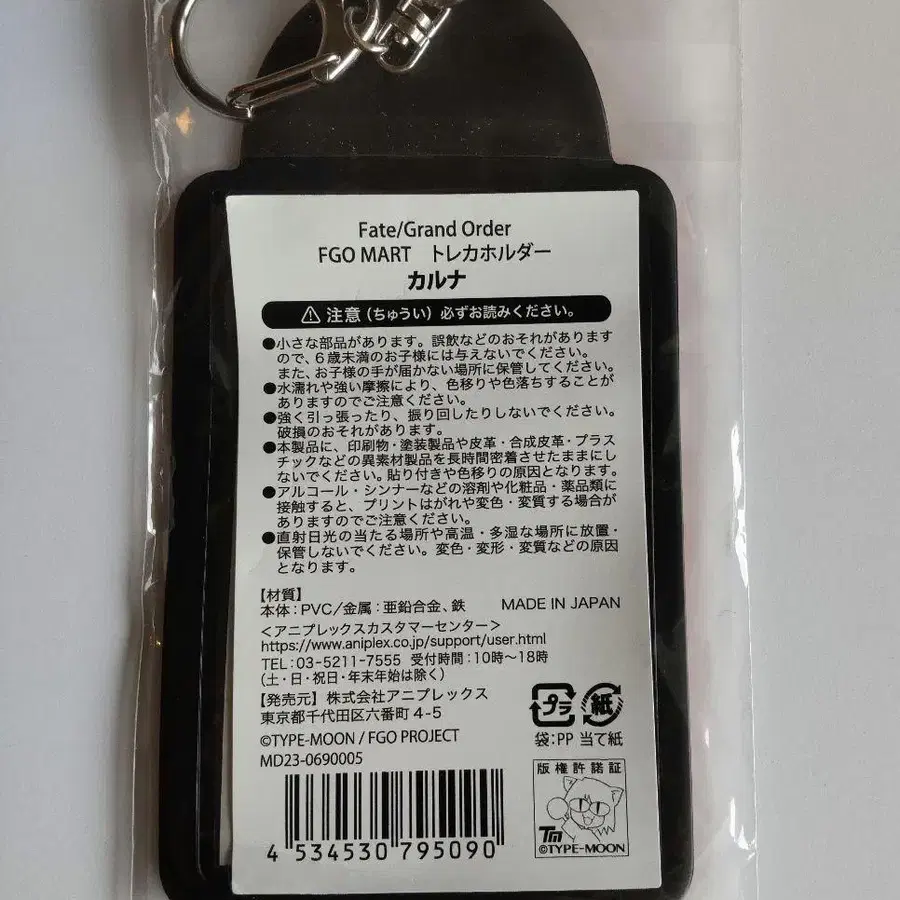 Fate/Grand Order
FGO MART トレカホルダー
カルナ
⚠注意（ちゅうい）必ずお読みください。
●小さな部品があります。誤飲などのおそれがあります
ので、６歳未満のお子様には与えないでください。
また、お子様の手が届かない場所に保管してください。
●水濡れや強い摩擦により、色移りや色落ちすることが
ありますのでご注意ください。
●強く引っ張ったり、振り回したりしないでください。
破損のおそれがあります。
●本製品に、印刷物・塗装製品や皮革・合成皮革・プラス
チックなどの異素材製品を長時間密着させたままにし
ないでください。貼り付きや色移りの原因となります。
●アルコール・シンナーなどの溶剤や化粧品・薬品類に
接触すると、プリントはがれや変色・変質する場合が
ありますのでご注意ください。
●直射日光の当たる場所や高温・多湿な場所に放置・
保管しないでください。変色・変形・変質などの原因
となります。
【材質】
本体：PVC/金属：亜鉛合金、鉄 MADE IN JAPAN
＜アニプレックスカスタマーセンター＞
https://www.aniplex.co.jp/support/user.html
TEL：03-5211-7555 受付時間：10時〜18時
（土・日・祝日・年末年始は除く）
【発売元】株式会社アニプレックス
東京都千代田区六番町 4-5
©TYPE-MOON / FGO PROJECT
MD23-0690005
プラ 紙
袋：PP 当て紙
版権許諾証
TM
©TYPE-MOON
4 534530 795090